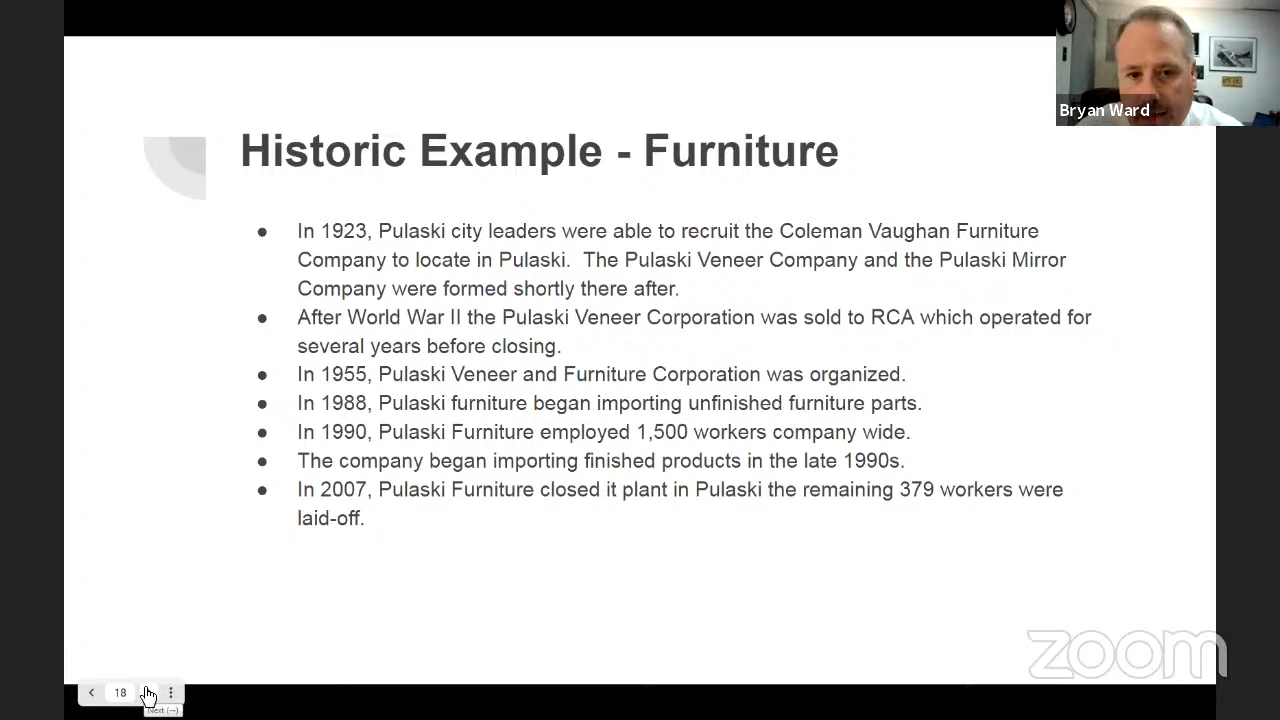 Bryan Ward
Historic Example - Furniture
● In 1923, Pulaski city leaders were able to recruit the Coleman Vaughan Furniture
Company to locate in Pulaski.  The Pulaski Veneer Company and the Pulaski Mirror
Company were formed shortly there after.
● After World War II the Pulaski Veneer Corporation was sold to RCA which operated for
several years before closing.
● In 1955, Pulaski Veneer and Furniture Corporation was organized.
● In 1988, Pulaski furniture began importing unfinished furniture parts.
● In 1990, Pulaski Furniture employed 1,500 workers company wide.
● The company began importing finished products in the late 1990s.
● In 2007, Pulaski Furniture closed it plant in Pulaski the remaining 379 workers were
laid-off.
zoom
18
Next (→)